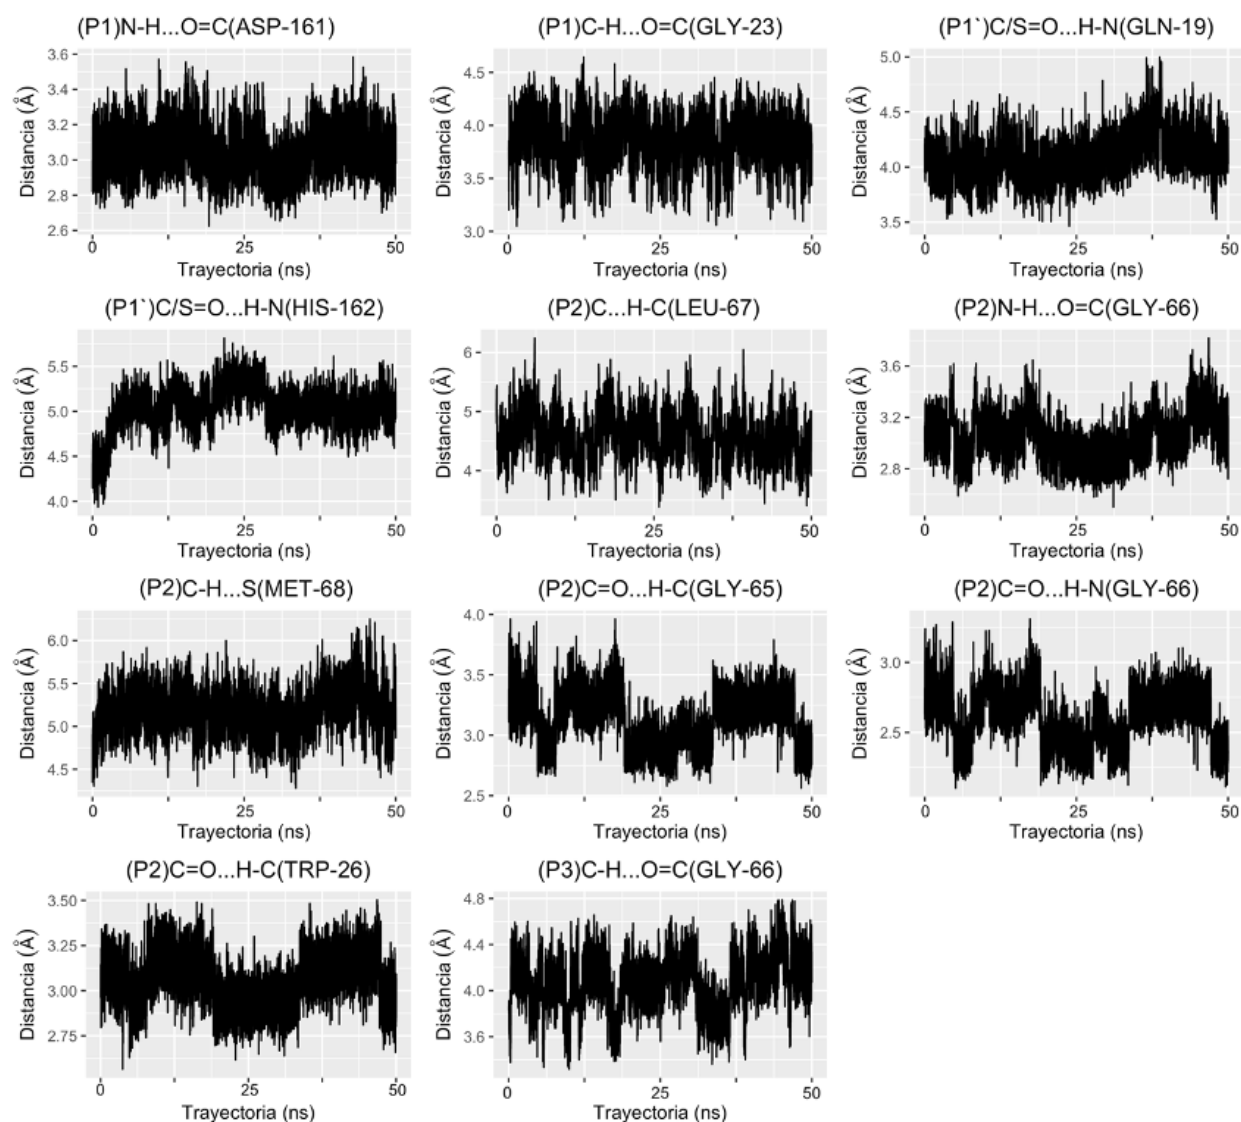 (P1)N-H...O=C(ASP-161)
Distancia (Å)
3.6
3.4
3.2
3.0
2.8
2.6
0 25 50
Trayectoria (ns)
(P1)C-H...O=C(GLY-23)
Distancia (Å)
4.5
4.0
3.5
3.0
0 25 50
Trayectoria (ns)
(P1`)C/S=O...H-N(GLN-19)
Distancia (Å)
5.0
4.5
4.0
3.5
0 25 50
Trayectoria (ns)
(P1`)C/S=O...H-N(HIS-162)
Distancia (Å)
5.5
5.0
4.5
4.0
0 25 50
Trayectoria (ns)
(P2)C...H-C(LEU-67)
Distancia (Å)
6
5
4
0 25 50
Trayectoria (ns)
(P2)N-H...O=C(GLY-66)
Distancia (Å)
3.6
3.2
2.8
0 25 50
Trayectoria (ns)
(P2)C-H...S(MET-68)
Distancia (Å)
6.0
5.5
5.0
4.5
0 25 50
Trayectoria (ns)
(P2)C=O...H-C(GLY-65)
Distancia (Å)
4.0
3.5
3.0
2.5
0 25 50
Trayectoria (ns)
(P2)C=O...H-N(GLY-66)
Distancia (Å)
3.0
2.5
0 25 50
Trayectoria (ns)
(P2)C=O...H-C(TRP-26)
Distancia (Å)
3.50
3.25
3.00
2.75
0 25 50
Trayectoria (ns)
(P3)C-H...O=C(GLY-66)
Distancia (Å)
4.8
4.4
4.0
3.6
0 25 50
Trayectoria (ns)